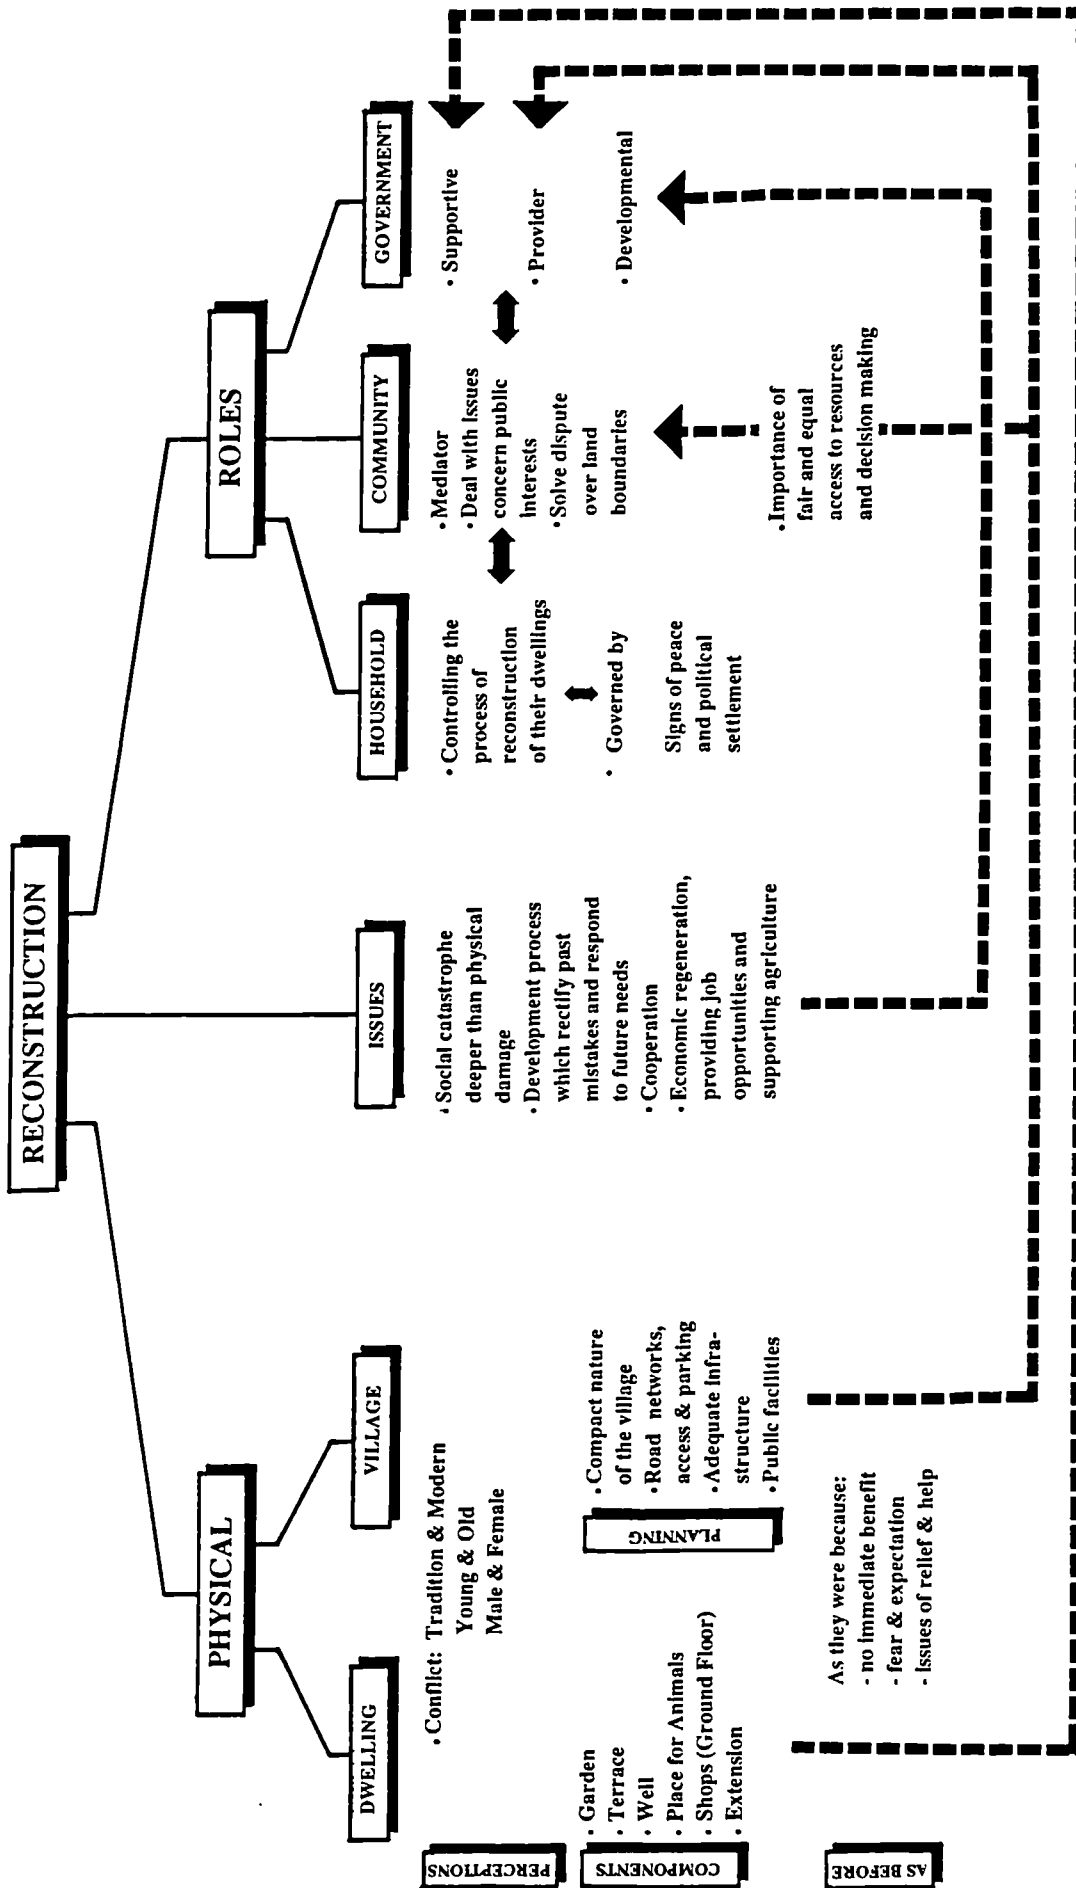 RECONSTRUCTION
PHYSICAL
ROLES
DWELLING
VILLAGE
ISSUES
HOUSEHOLD
COMMUNITY
GOVERNMENT
PERCEPTIONS
• Conflict: Tradition & Modern
Young & Old
Male & Female
COMPONENTS
• Garden
• Terrace
• Well
• Place for Animals
• Shops (Ground Floor)
• Extension
PLANNING
• Compact nature
of the village
• Road networks,
access & parking
• Adequate infra-
structure
• Public facilities
AS BEFORE
As they were because:
- no immediate benefit
- fear & expectation
- issues of relief & help
• Social catastrophe
deeper than physical
damage
• Development process
which rectify past
mistakes and respond
to future needs
• Cooperation
• Economic regeneration,
providing job
opportunities and
supporting agriculture
• Controlling the
process of
reconstruction
of their dwellings
• Governed by
Signs of peace
and political
settlement
• Mediator
• Deal with issues
concern public
interests
• Solve dispute
over land
boundaries
• Importance of
fair and equal
access to resources
and decision making
• Supportive
• Provider
• Developmental